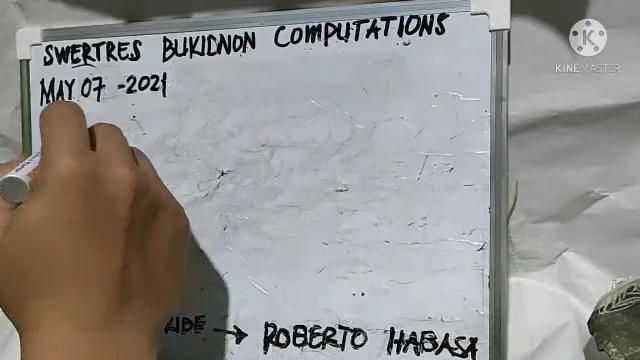 SWERTRES BUKIDNON COMPUTATIONS
MAY 07 -2021
→ ROBERTO HABASA
KINEMASTER